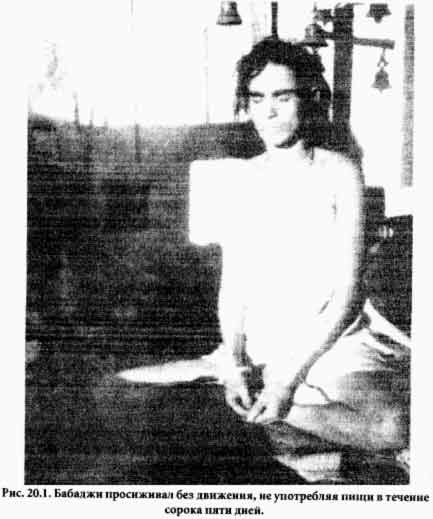 Рис. 20.1. Бабаджи просиживал без движения, не употребляя пищи в течение
сорока пяти дней.